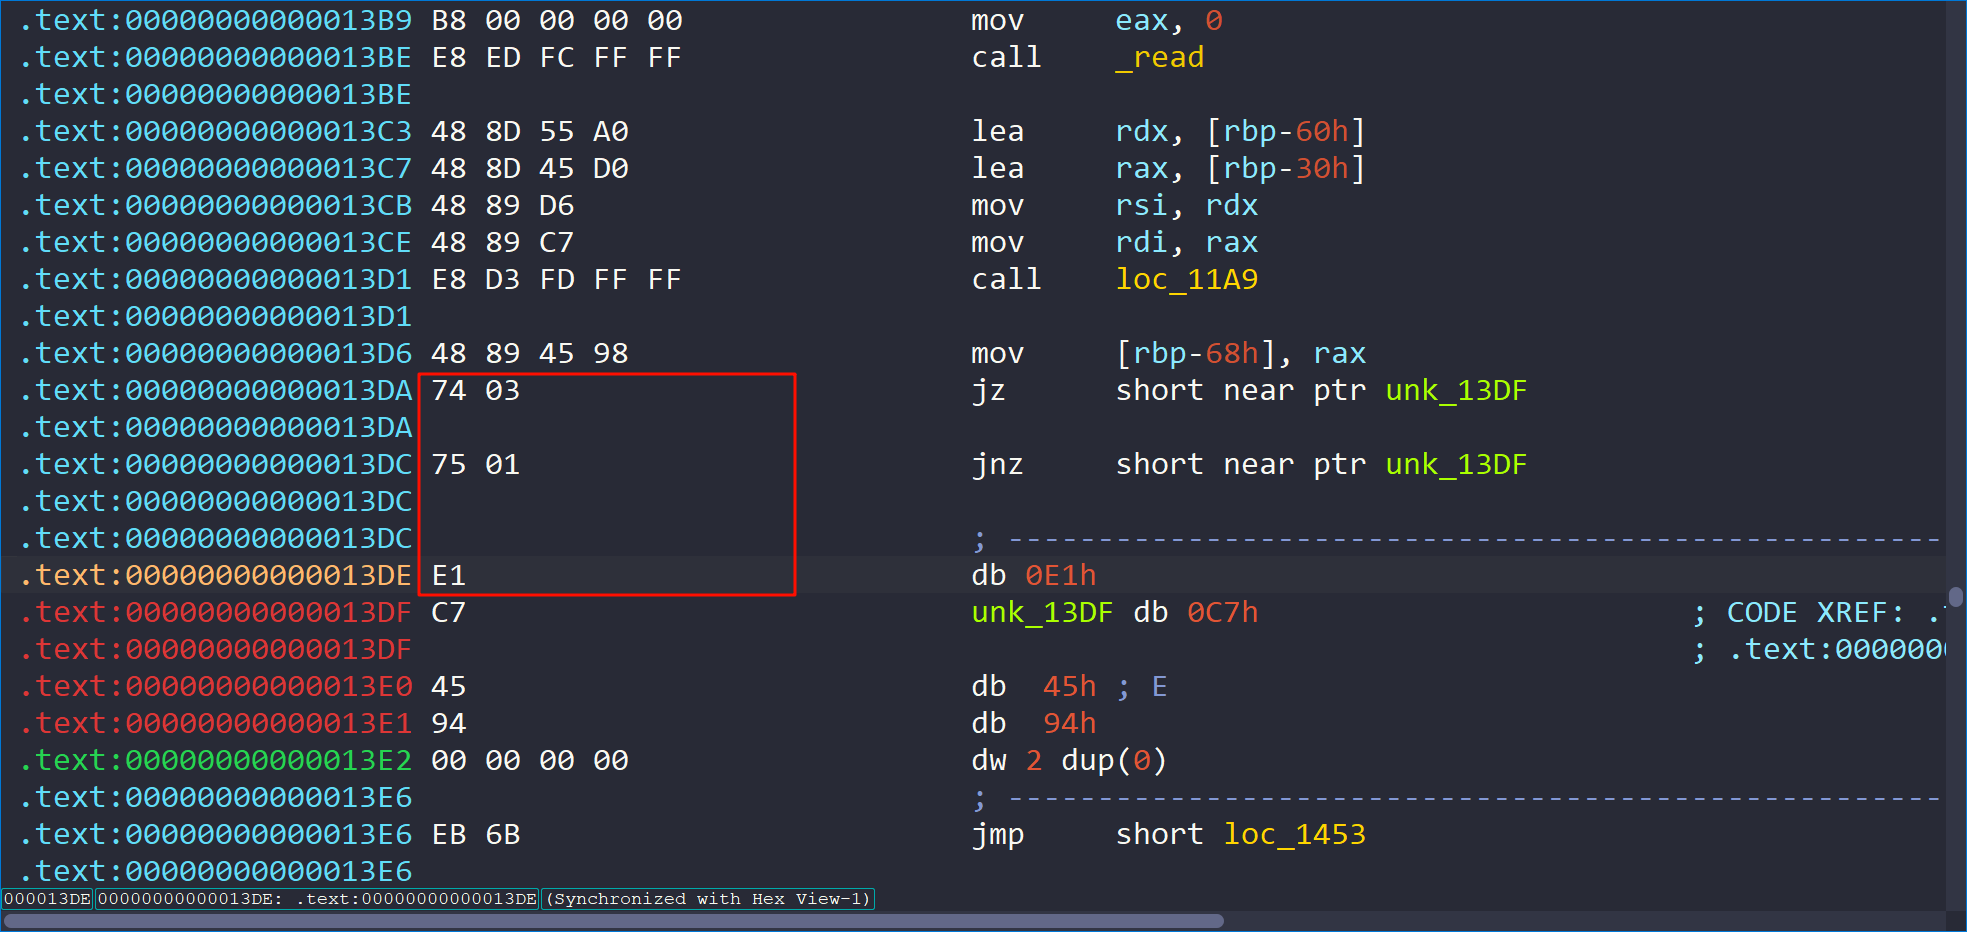 .text:00000000000013B9 B8 00 00 00 00 mov eax, 0
.text:00000000000013BE E8 ED FC FF FF call _read
.text:00000000000013BE
.text:00000000000013C3 48 8D 55 A0 lea rdx, [rbp-60h]
.text:00000000000013C7 48 8D 45 D0 lea rax, [rbp-30h]
.text:00000000000013CB 48 89 D6 mov rsi, rdx
.text:00000000000013CE 48 89 C7 mov rdi, rax
.text:00000000000013D1 E8 D3 FD FF FF call loc_11A9
.text:00000000000013D1
.text:00000000000013D6 48 89 45 98 mov [rbp-68h], rax
.text:00000000000013DA 74 03 jz short near ptr unk_13DF
.text:00000000000013DA
.text:00000000000013DC 75 01 jnz short near ptr unk_13DF
.text:00000000000013DC
.text:00000000000013DC ; ----------------------------------------------------
.text:00000000000013DE E1 db 0E1h
.text:00000000000013DF C7 unk_13DF db 0C7h ; CODE XREF: .
.text:00000000000013DF ; .text:0000000
.text:00000000000013E0 45 db 45h ; E
.text:00000000000013E1 94 db 94h
.text:00000000000013E2 00 00 00 00 dw 2 dup(0)
.text:00000000000013E6 ; ----------------------------------------------------
.text:00000000000013E6 EB 6B jmp short loc_1453
.text:00000000000013E6
000013DE 00000000000013DE: .text:00000000000013DE (Synchronized with Hex View-1)